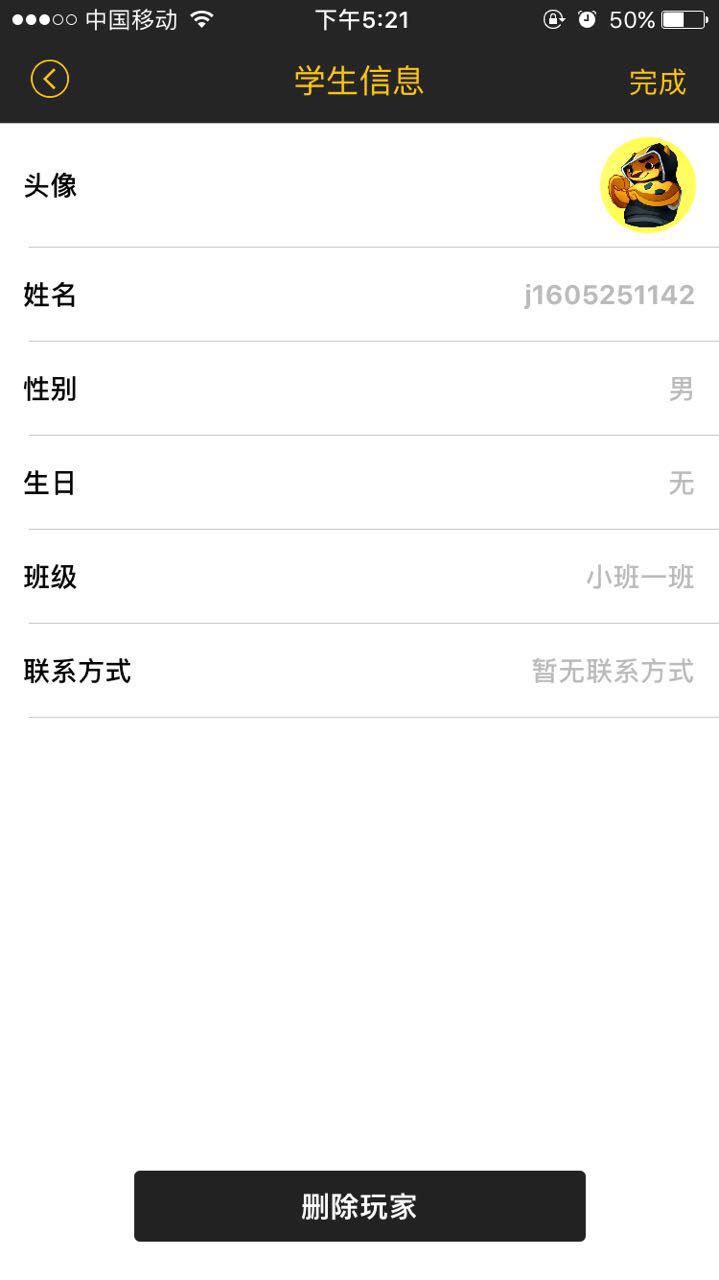 中国移动 下午5:21 50%
学生信息 完成
头像
姓名 j1605251142
性别 男
生日 无
班级 小班一班
联系方式 暂无联系方式
删除玩家